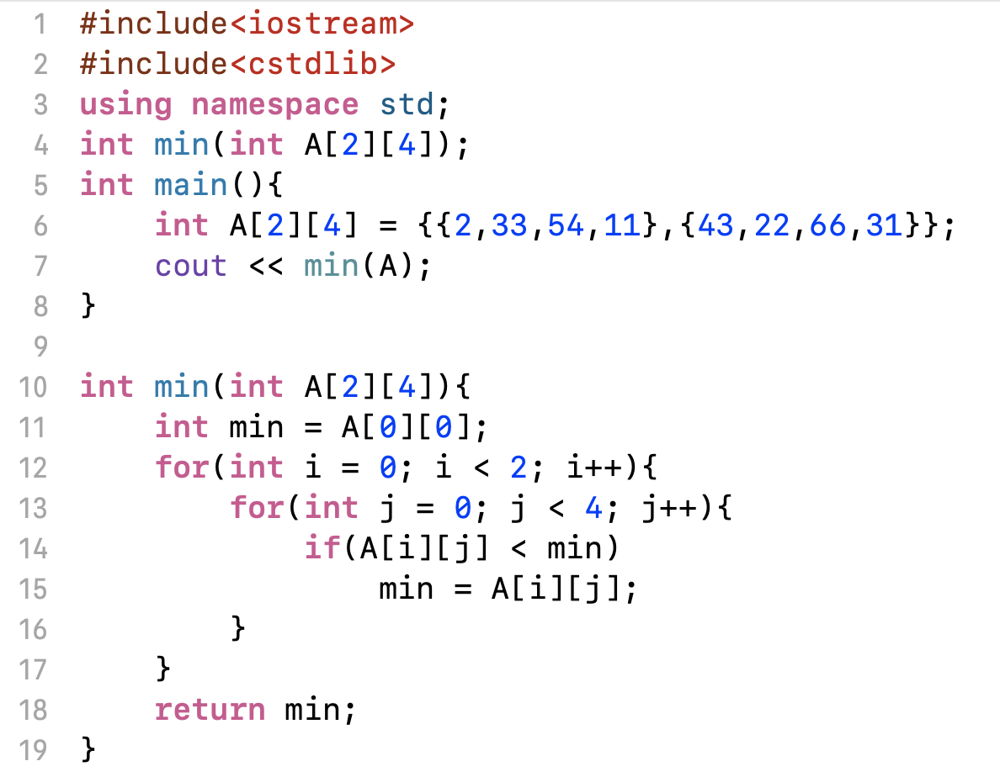 1 #include<iostream>
2 #include<cstdlib>
3 using namespace std;
4 int min(int A[2][4]);
5 int main(){
6     int A[2][4] = {{2,33,54,11},{43,22,66,31}};
7     cout << min(A);
8 }
9
10 int min(int A[2][4]){
11     int min = A[0][0];
12     for(int i = 0; i < 2; i++){
13         for(int j = 0; j < 4; j++){
14             if(A[i][j] < min)
15                 min = A[i][j];
16         }
17     }
18     return min;
19 }